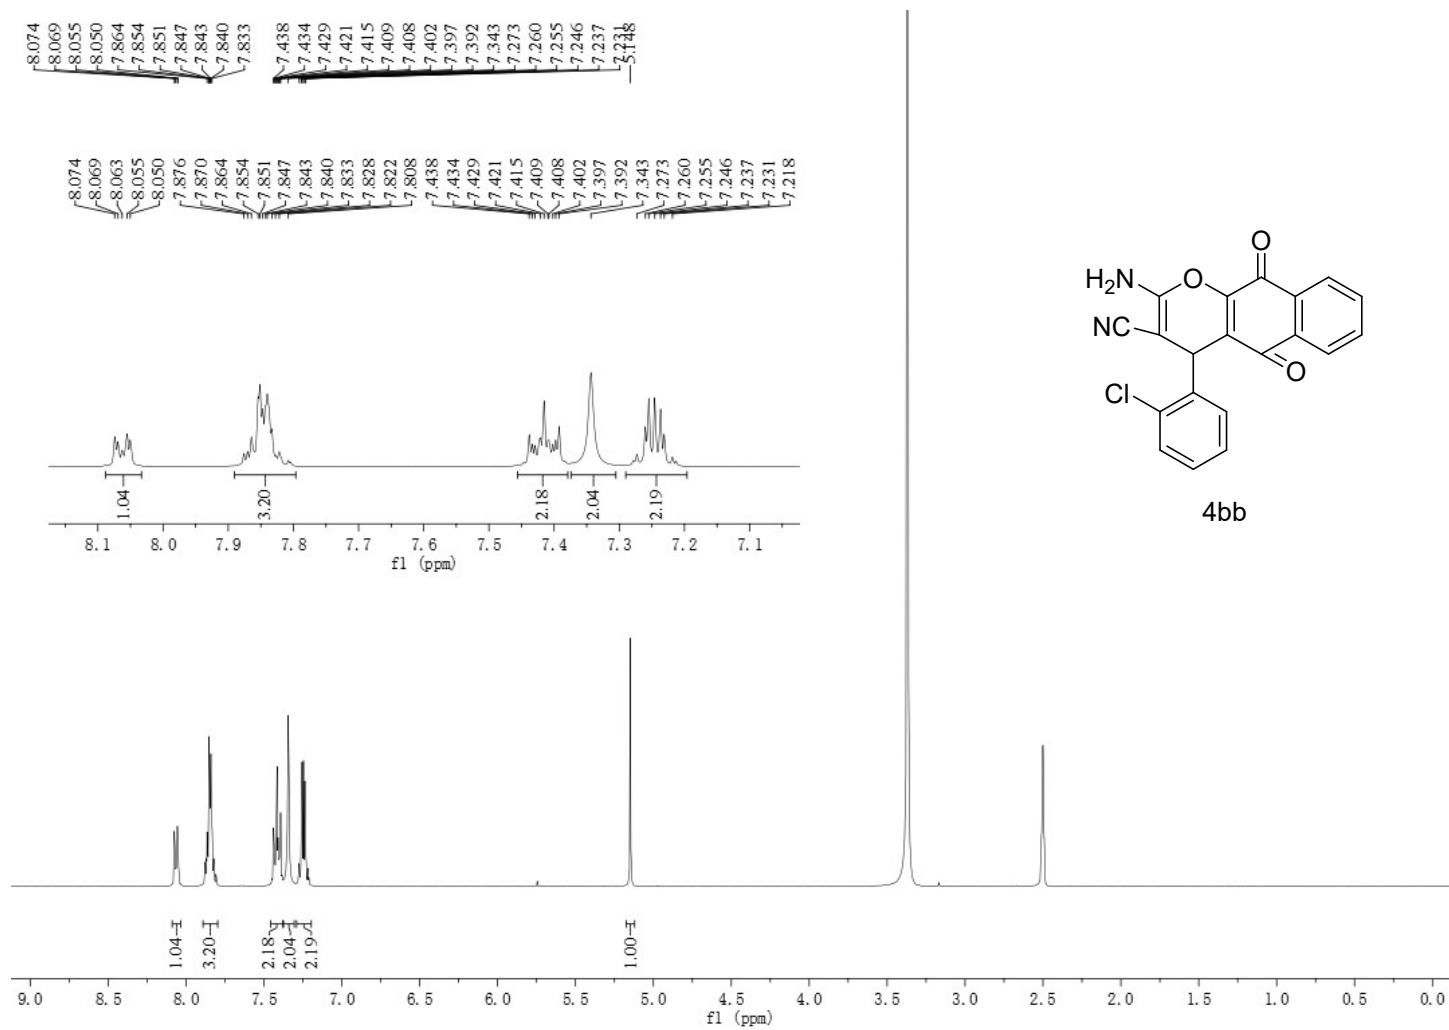 8.074 8.069 8.055 8.050 7.864 7.854 7.851 7.847 7.843 7.840 7.833 7.438 7.434 7.429 7.421 7.415 7.409 7.408 7.402 7.397 7.392 7.343 7.273 7.260 7.255 7.246 7.237 7.231 5.148
8.074 8.069 8.063 8.055 8.050 7.876 7.870 7.864 7.854 7.851 7.847 7.843 7.840 7.833 7.828 7.822 7.808 7.438 7.434 7.429 7.421 7.415 7.409 7.408 7.402 7.397 7.392 7.343 7.273 7.260 7.255 7.246 7.237 7.231 7.218
O
H2N O
NC
O
Cl
4bb
1.04 3.20 2.18 2.04 2.19
8.1 8.0 7.9 7.8 7.7 7.6 7.5 7.4 7.3 7.2 7.1
f1 (ppm)
1.04 3.20 2.18 2.04 2.19 1.00
9.0 8.5 8.0 7.5 7.0 6.5 6.0 5.5 5.0 4.5 4.0 3.5 3.0 2.5 2.0 1.5 1.0 0.5 0.0
f1 (ppm)